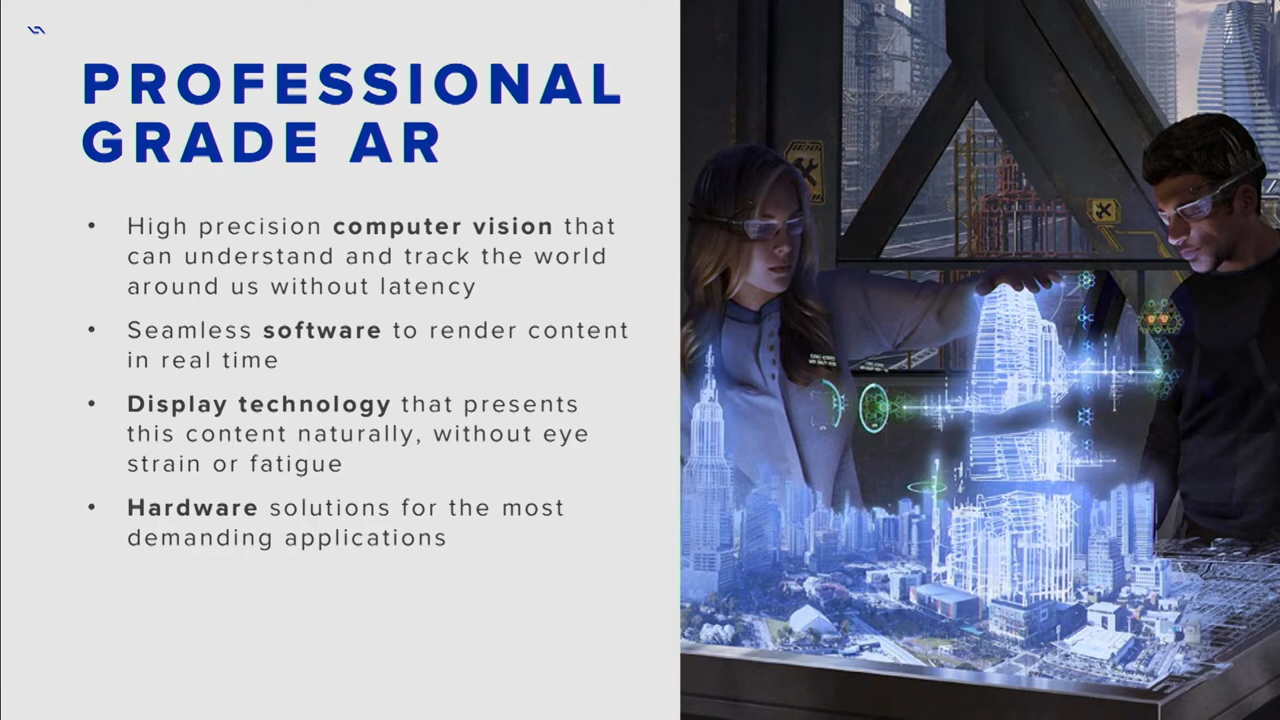 PROFESSIONAL
GRADE AR
• High precision computer vision that
can understand and track the world
around us without latency
• Seamless software to render content
in real time
• Display technology that presents
this content naturally, without eye
strain or fatigue
• Hardware solutions for the most
demanding applications